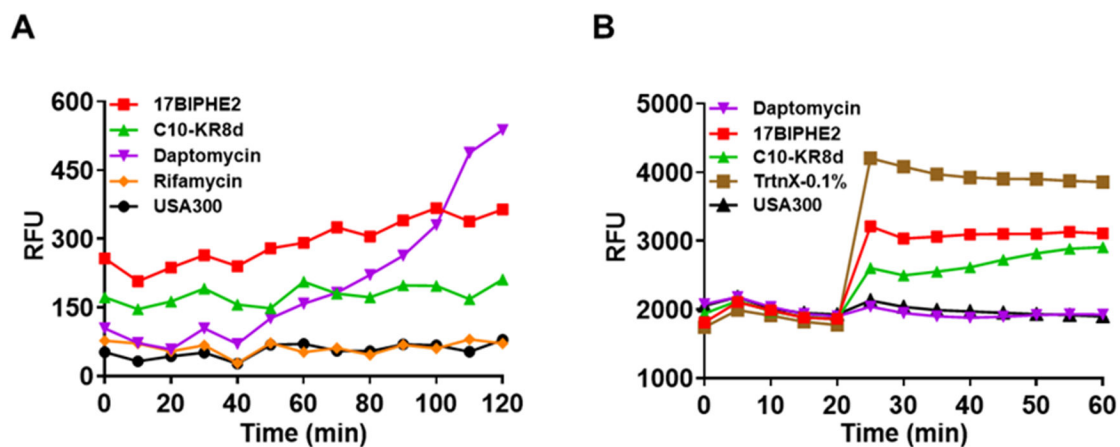 A
RFU
600
450
300
150
0
17BIPHE2
C10-KR8d
Daptomycin
Rifamycin
USA300
0 20 40 60 80 100 120
Time (min)
B
RFU
5000
4000
3000
2000
1000
Daptomycin
17BIPHE2
C10-KR8d
TrtnX-0.1%
USA300
0 10 20 30 40 50 60
Time (min)